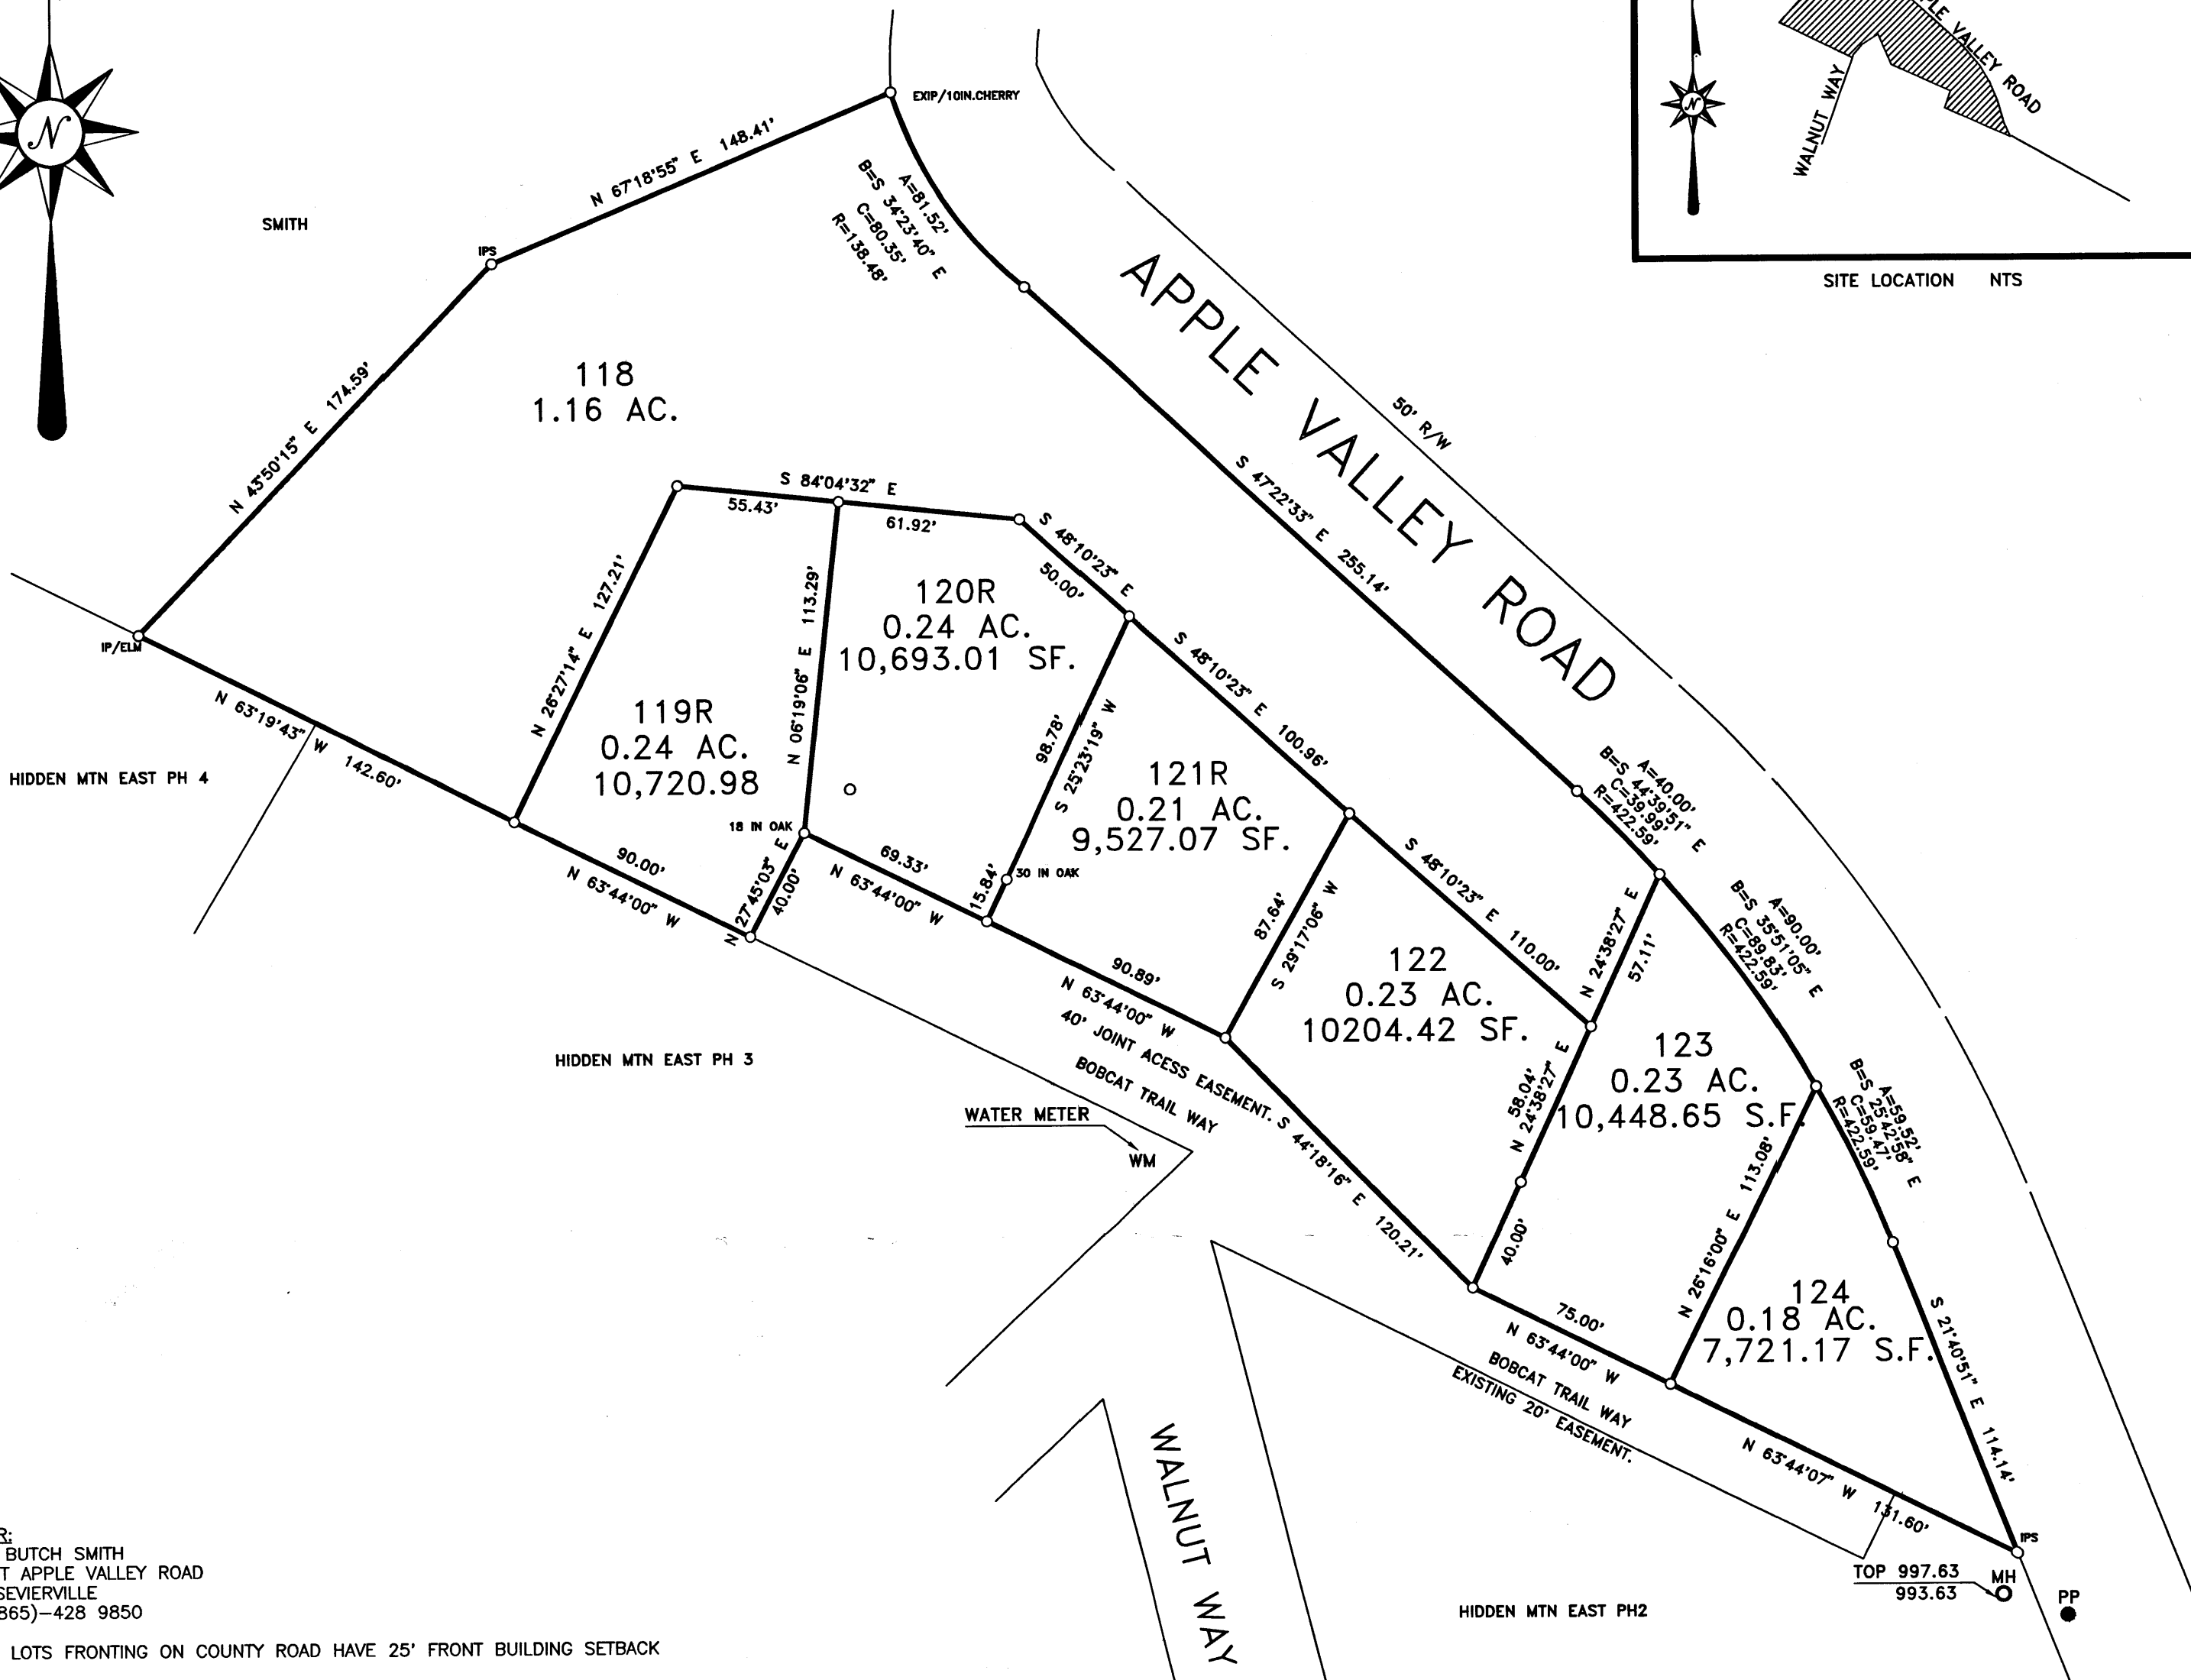 N
EXIP/10IN.CHERRY
N 67°18'55" E 148.41'
SMITH
IPS
A=81.52'
B=S 34°23'40" E
C=80.35'
R=138.48'
APPLE VALLEY ROAD
50' R/W
N
WALNUT WAY
PLE VALLEY ROAD
SITE LOCATION NTS
118
1.16 AC.
N 43°50'15" E 174.59'
S 47°22'33" E 255.14'
S 84°04'32" E
55.43'
61.92'
S 48°10'23" E
50.00'
N 26°27'14" E 127.21'
N 06°19'06" E 113.29'
120R
0.24 AC.
10,693.01 SF.
IP/ELM
N 63°19'43" W
142.60'
119R
0.24 AC.
10,720.98
98.78'
S 25°23'19" W
S 48°10'23" E 100.96'
HIDDEN MTN EAST PH 4
121R
0.21 AC.
9,527.07 SF.
A=40.00'
B=S 44°39'51" E
C=39.99'
R=422.59'
18 IN OAK
90.00'
N 63°44'00" W
N 27°45'03" E
40.00'
69.33'
N 63°44'00" W
15.84'
30 IN OAK
87.64'
S 29°17'06" W
S 48°10'23" E 110.00'
N 24°38'27" E
57.11'
A=90.00'
B=S 35°51'05" E
C=89.83'
R=422.59'
90.89'
N 63°44'00" W
122
0.23 AC.
10204.42 SF.
40' JOINT ACESS EASEMENT.
BOBCAT TRAIL WAY
HIDDEN MTN EAST PH 3
S 44°18'16" E 120.21'
58.04'
N 24°38'27" E
123
0.23 AC.
10,448.65 S.F.
A=59.52'
B=S 25°42'58" E
C=59.47'
R=422.59'
WATER METER
WM
40.00'
N 26°16'00" E 113.08'
124
0.18 AC.
7,721.17 S.F.
S 21°40'51" E 114.14'
75.00'
N 63°44'00" W
BOBCAT TRAIL WAY
EXISTING 20' EASEMENT.
N 63°44'07" W 131.60'
WALNUT WAY
IPS
TOP 997.63
993.63
MH
PP
HIDDEN MTN EAST PH2
R:
BUTCH SMITH
T APPLE VALLEY ROAD
SEVIERVILLE
865)-428 9850
LOTS FRONTING ON COUNTY ROAD HAVE 25' FRONT BUILDING SETBACK